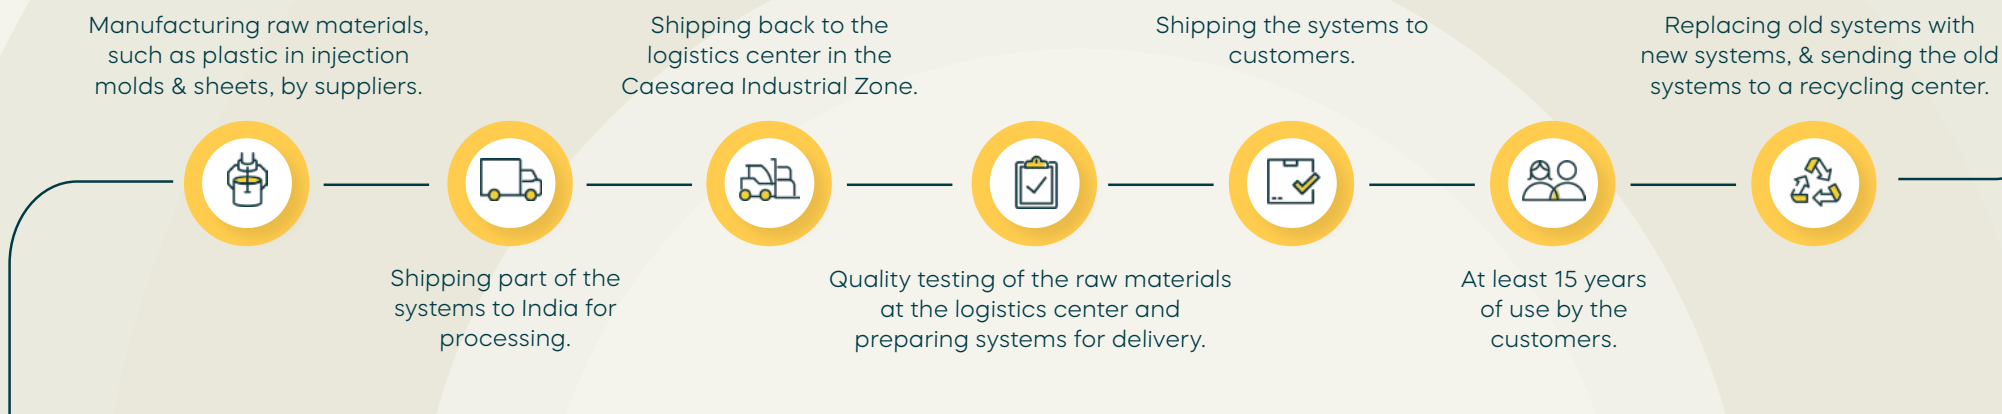 Manufacturing raw materials,
such as plastic in injection
molds & sheets, by suppliers.
Shipping part of the
systems to India for
processing.
Shipping back to the
logistics center in the
Caesarea Industrial Zone.
Quality testing of the raw materials
at the logistics center and
preparing systems for delivery.
Shipping the systems to
customers.
At least 15 years
of use by the
customers.
Replacing old systems with
new systems, & sending the old
systems to a recycling center.